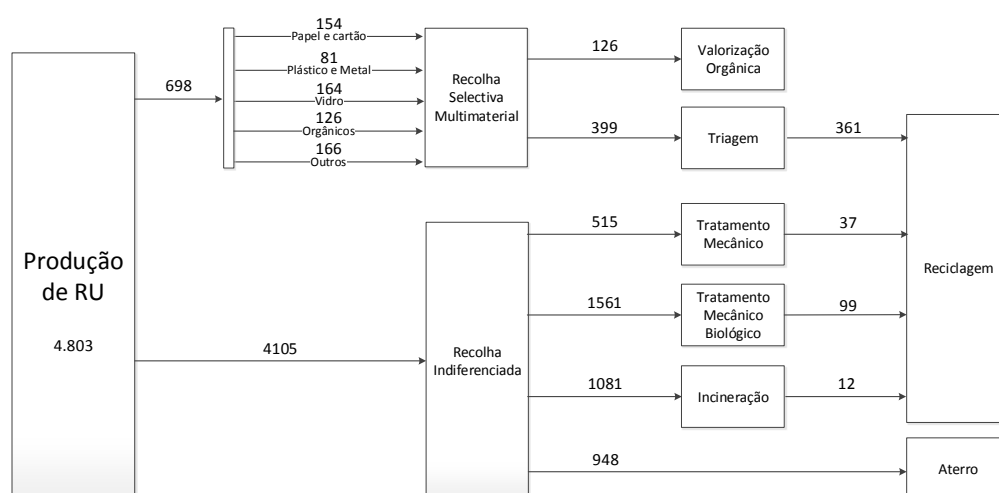 154
Papel e cartão
698
81
Plástico e Metal
164
Vidro
126
Orgânicos
166
Outros
Recolha
Selectiva
Multimaterial
126
Valorização
Orgânica
399
Triagem
361
Produção
de RU
4.803
515
Tratamento
Mecânico
37
Reciclagem
1561
Tratamento
Mecânico
Biológico
99
4105
Recolha
Indiferenciada
1081
Incineração
12
948
Aterro